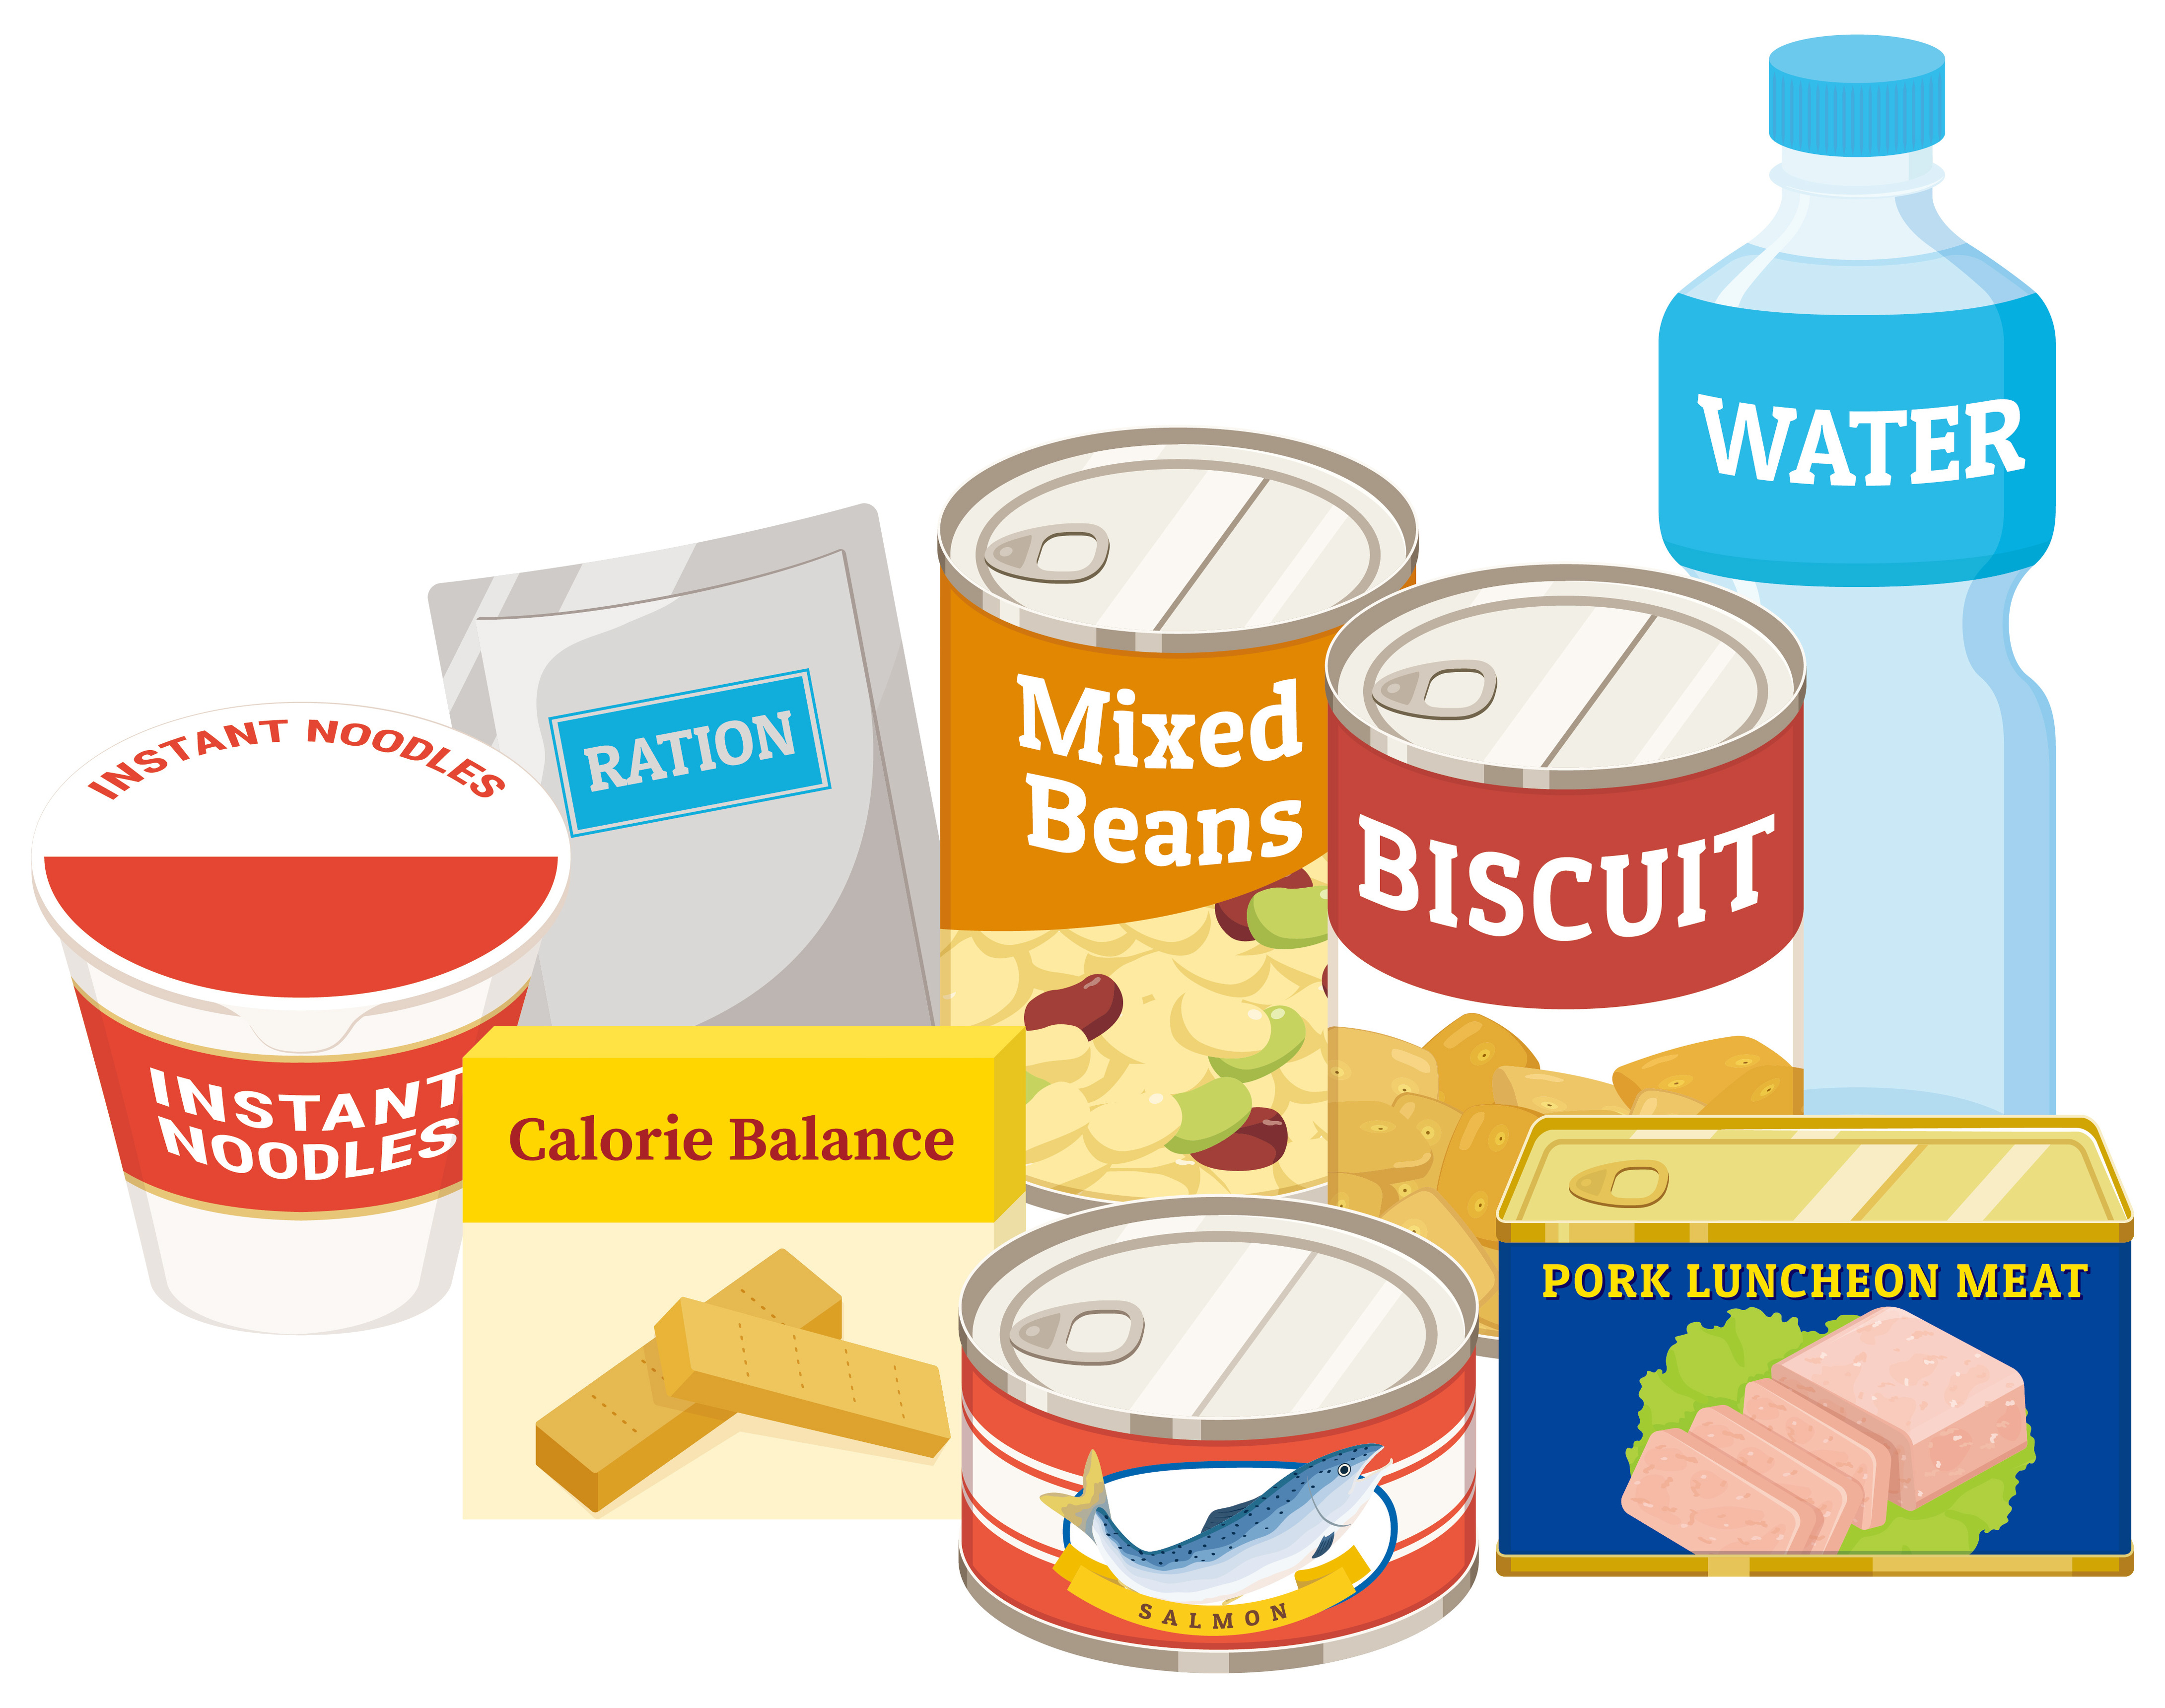 WATER
Mixed
Beans
RATION
INSTANT NOODLES
BISCUIT
INSTANT
NOODLES
Calorie Balance
PORK LUNCHEON MEAT
SALMON